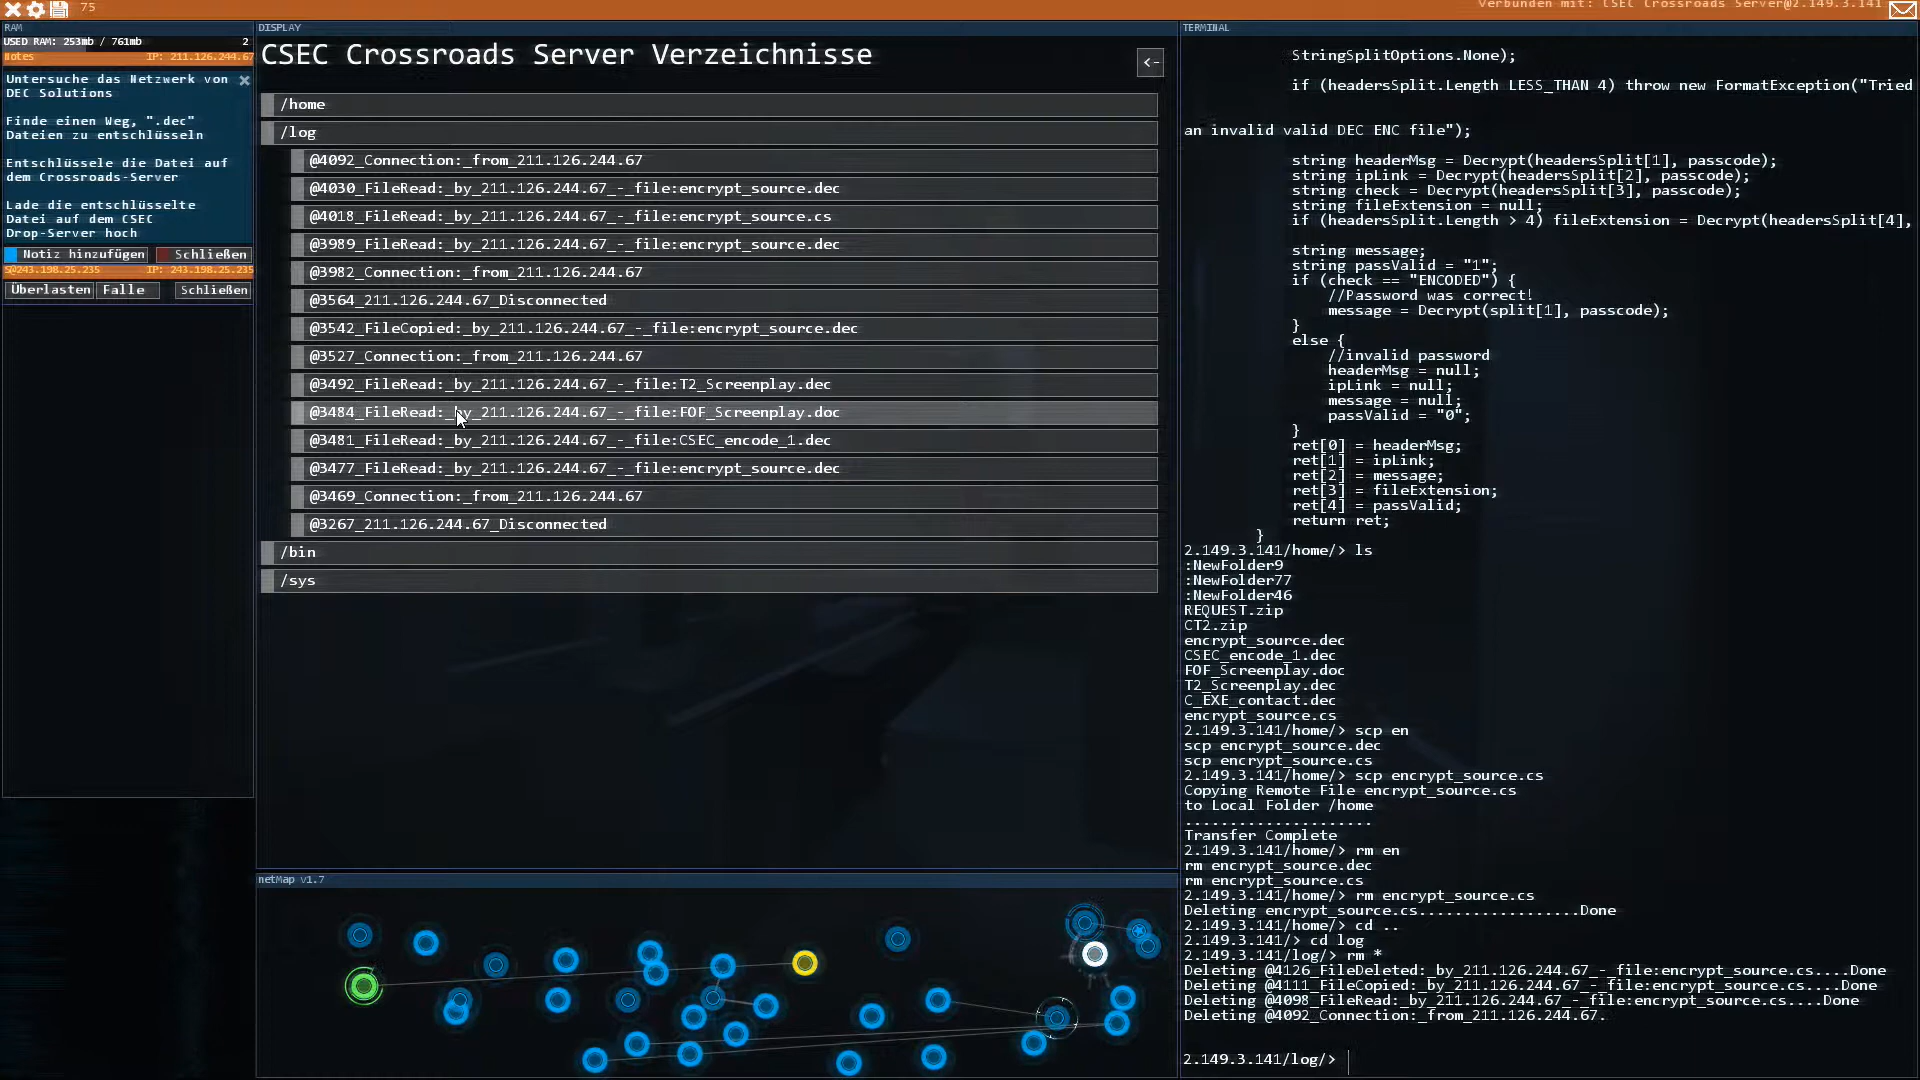 75
Verbunden mit: CSEC Crossroads Server@2.149.3.141
RAM
USED RAM: 253mb / 761mb
2
Notes
IP: 211.126.244.67
Untersuche das Netzwerk von
DEC Solutions
Finde einen Weg, ".dec"
Dateien zu entschlüsseln
Entschlüssele die Datei auf
dem Crossroads-Server
Lade die entschlüsselte
Datei auf dem CSEC
Drop-Server hoch
Notiz hinzufügen
Schließen
@243.198.25.235
IP: 243.198.25.235
Überlasten
Falle
Schließen
DISPLAY
CSEC Crossroads Server Verzeichnisse
<-
/home
/log
@4092_Connection:_from_211.126.244.67
@4030_FileRead:_by_211.126.244.67_-_file:encrypt_source.dec
@4018_FileRead:_by_211.126.244.67_-_file:encrypt_source.cs
@3989_FileRead:_by_211.126.244.67_-_file:encrypt_source.dec
@3982_Connection:_from_211.126.244.67
@3564_211.126.244.67_Disconnected
@3542_FileCopied:_by_211.126.244.67_-_file:encrypt_source.dec
@3527_Connection:_from_211.126.244.67
@3492_FileRead:_by_211.126.244.67_-_file:T2_Screenplay.dec
@3484_FileRead:_by_211.126.244.67_-_file:FOF_Screenplay.doc
@3481_FileRead:_by_211.126.244.67_-_file:CSEC_encode_1.dec
@3477_FileRead:_by_211.126.244.67_-_file:encrypt_source.dec
@3469_Connection:_from_211.126.244.67
@3267_211.126.244.67_Disconnected
/bin
/sys
netMap v1.7
TERMINAL
StringSplitOptions.None);
if (headersSplit.Length LESS_THAN 4) throw new FormatException("Tried
an invalid valid DEC ENC file");
string headerMsg = Decrypt(headersSplit[1], passcode);
string ipLink = Decrypt(headersSplit[2], passcode);
string check = Decrypt(headersSplit[3], passcode);
string fileExtension = null;
if (headersSplit.Length > 4) fileExtension = Decrypt(headersSplit[4],
string message;
string passValid = "1";
if (check == "ENCODED") {
//Password was correct!
message = Decrypt(split[1], passcode);
}
else {
//invalid password
headerMsg = null;
ipLink = null;
message = null;
passValid = "0";
}
ret[0] = headerMsg;
ret[1] = ipLink;
ret[2] = message;
ret[3] = fileExtension;
ret[4] = passValid;
return ret;
}
2.149.3.141/home/> ls
:NewFolder9
:NewFolder77
:NewFolder46
REQUEST.zip
CT2.zip
encrypt_source.dec
CSEC_encode_1.dec
FOF_Screenplay.doc
T2_Screenplay.dec
C_EXE_contact.dec
encrypt_source.cs
2.149.3.141/home/> scp en
scp encrypt_source.dec
scp encrypt_source.cs
2.149.3.141/home/> scp encrypt_source.cs
Copying Remote File encrypt_source.cs
to Local Folder /home
.....................
Transfer Complete
2.149.3.141/home/> rm en
rm encrypt_source.dec
rm encrypt_source.cs
2.149.3.141/home/> rm encrypt_source.cs
Deleting encrypt_source.cs..................Done
2.149.3.141/home/> cd ..
2.149.3.141/> cd log
2.149.3.141/log/> rm *
Deleting @4126_FileDeleted:_by_211.126.244.67_-_file:encrypt_source.cs....Done
Deleting @4111_FileCopied:_by_211.126.244.67_-_file:encrypt_source.cs....Done
Deleting @4098_FileRead:_by_211.126.244.67_-_file:encrypt_source.cs....Done
Deleting @4092_Connection:_from_211.126.244.67.
2.149.3.141/log/>